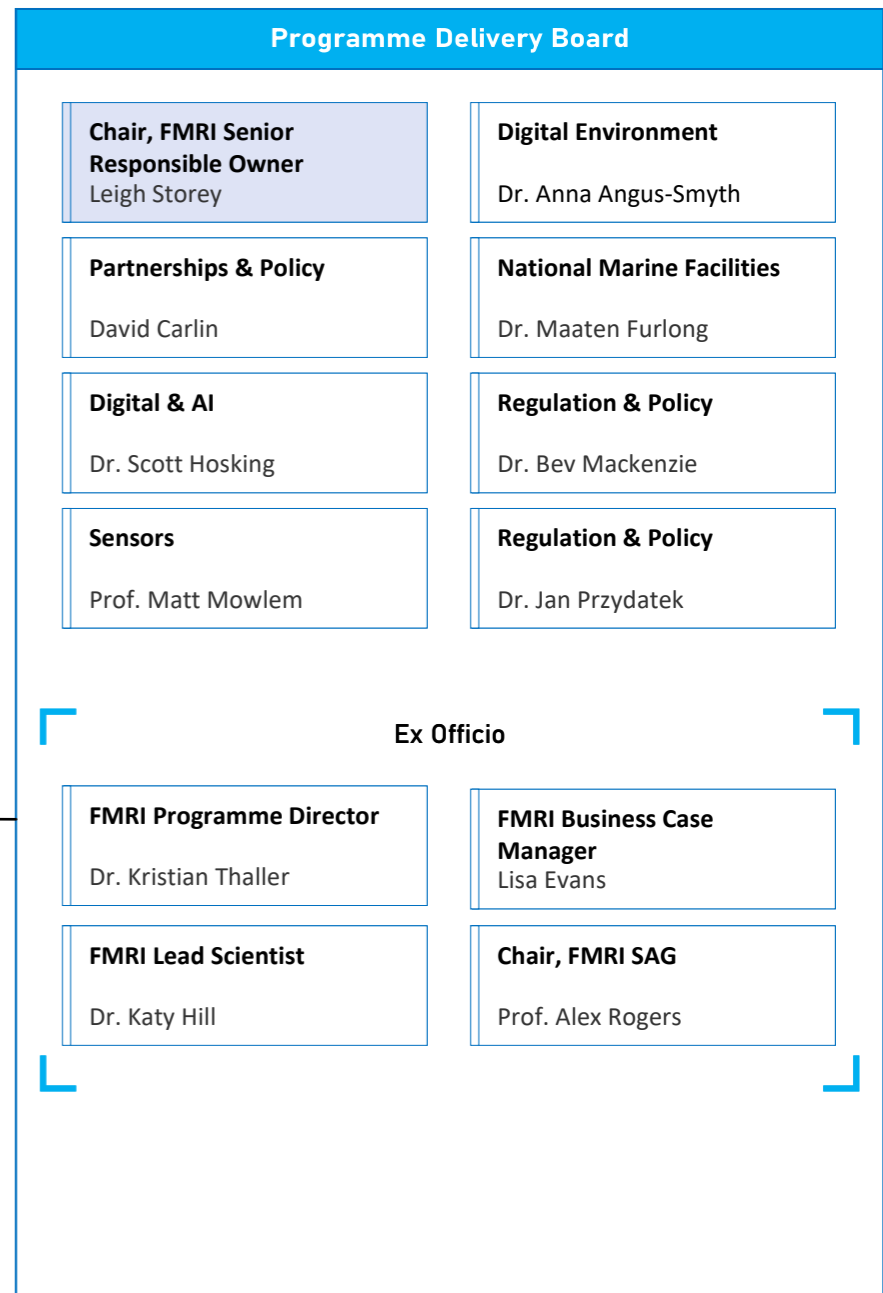 Programme Delivery Board
Chair, FMRI Senior
Responsible Owner
Leigh Storey
Digital Environment
Dr. Anna Angus-Smyth
Partnerships & Policy
David Carlin
National Marine Facilities
Dr. Maaten Furlong
Digital & AI
Dr. Scott Hosking
Regulation & Policy
Dr. Bev Mackenzie
Sensors
Prof. Matt Mowlem
Regulation & Policy
Dr. Jan Przydatek
Ex Officio
FMRI Programme Director
Dr. Kristian Thaller
FMRI Business Case
Manager
Lisa Evans
FMRI Lead Scientist
Dr. Katy Hill
Chair, FMRI SAG
Prof. Alex Rogers